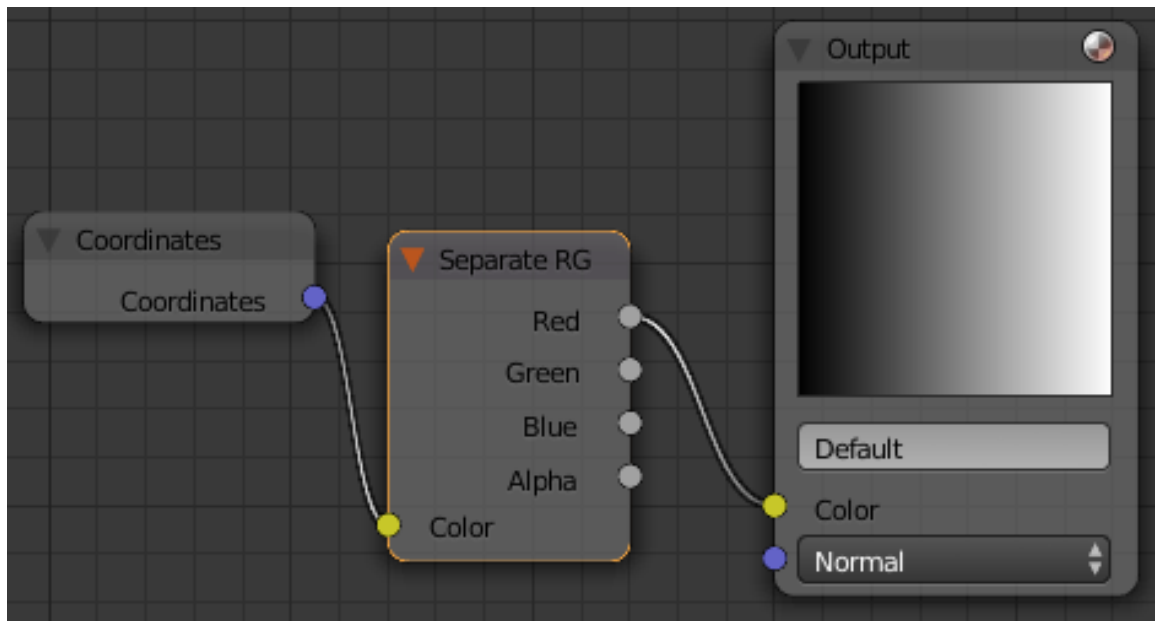 Coordinates
Coordinates
Separate RG
Red
Green
Blue
Alpha
Color
Output
Default
Color
Normal